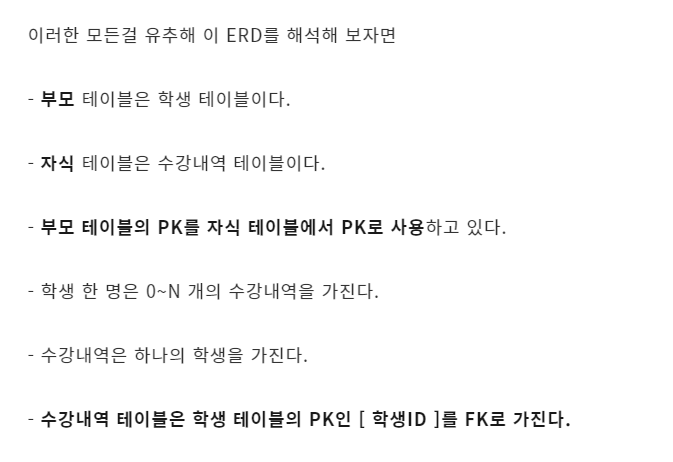 이러한 모든걸 유추해 이 ERD를 해석해 보자면
- 부모 테이블은 학생 테이블이다.
- 자식 테이블은 수강내역 테이블이다.
- 부모 테이블의 PK를 자식 테이블에서 PK로 사용하고 있다.
- 학생 한 명은 0~N 개의 수강내역을 가진다.
- 수강내역은 하나의 학생을 가진다.
- 수강내역 테이블은 학생 테이블의 PK인 [ 학생ID ]를 FK로 가진다.